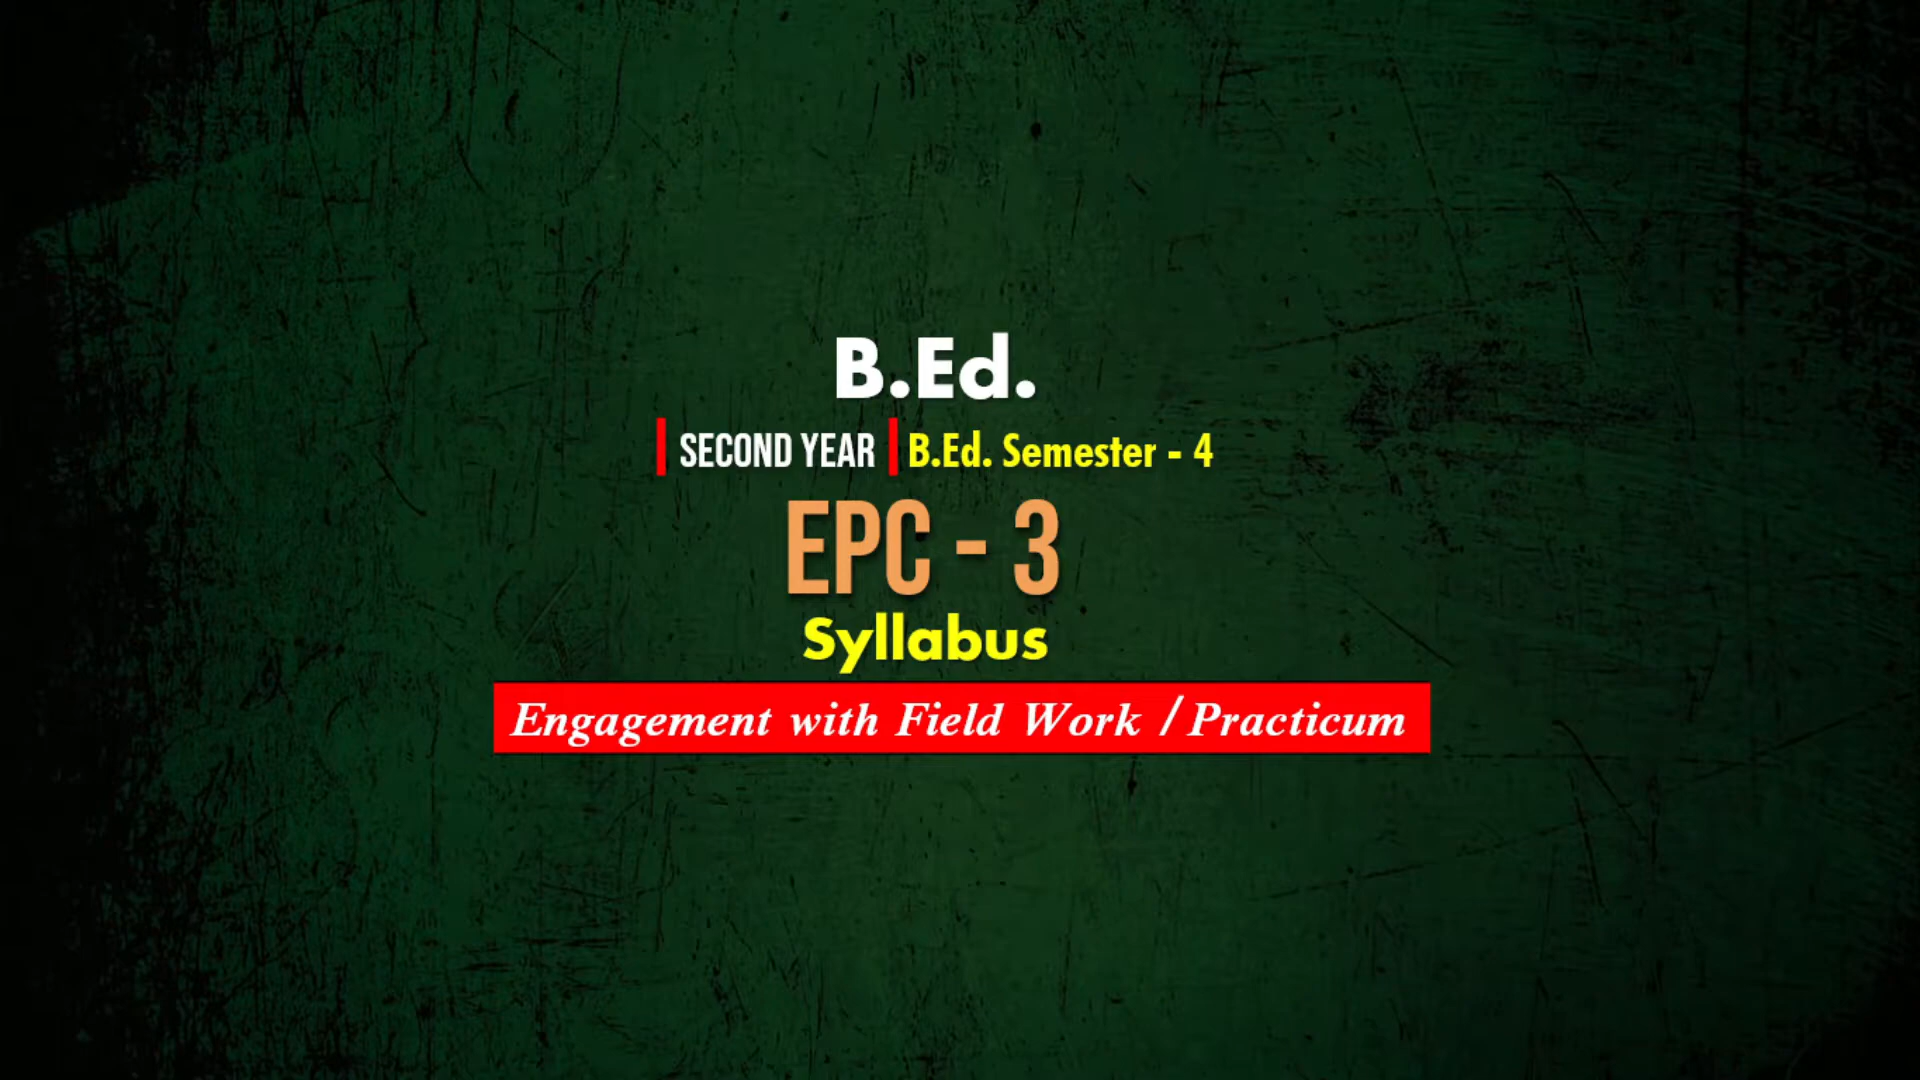 B.Ed.
SECOND YEAR B.Ed. Semester - 4
EPC - 3
Syllabus
Engagement with Field Work / Practicum